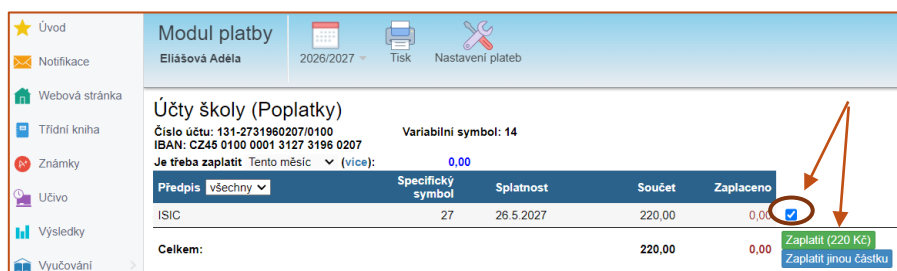 Úvod
Notifikace
Webová stránka
Třídní kniha
Známky
Učivo
Výsledky
Vyučování
Modul platby
Eliášová Adéla
2026/2027
Tisk
Nastavení plateb
Účty školy (Poplatky)
Číslo účtu: 131-2731960207/0100 Variabilní symbol: 14
IBAN: CZ45 0100 0001 3127 3196 0207
Je třeba zaplatit Tento měsíc (více): 0,00
Předpis všechny Specifický symbol Splatnost Součet Zaplaceno
ISIC 27 26.5.2027 220,00 0,00
Celkem: 220,00 0,00
Zaplatit (220 Kč)
Zaplatit jinou částku